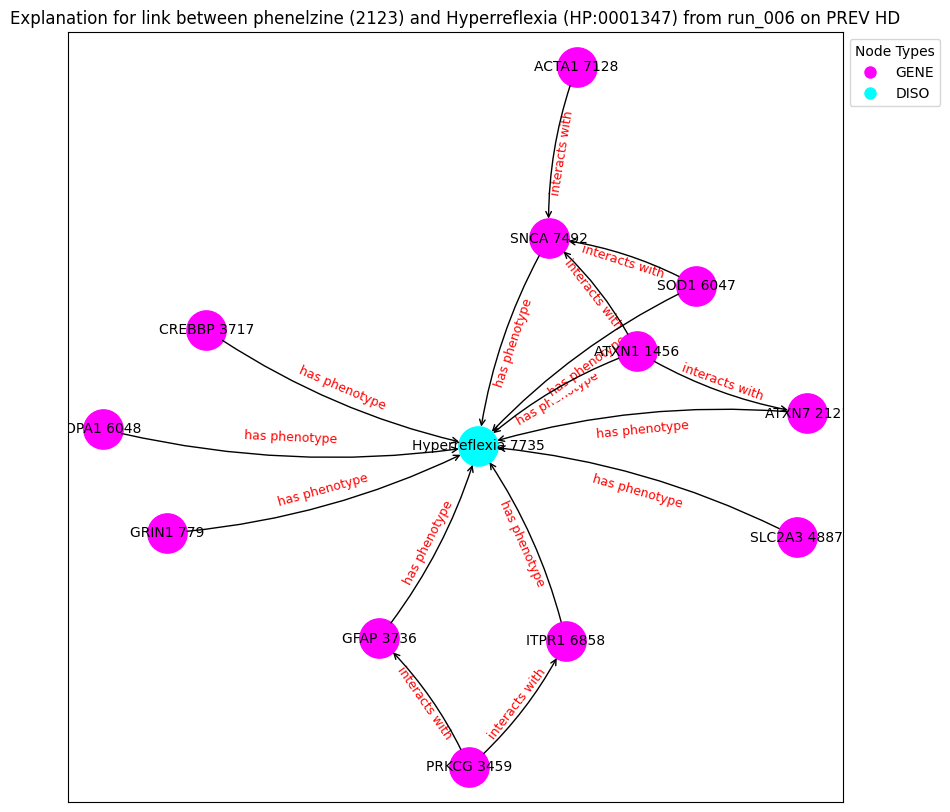 Explanation for link between phenelzine (2123) and Hyperreflexia (HP:0001347) from run_006 on PREV HD
Node Types
GENE
DISO
ACTA1 7128
interacts with
SNCA 7492
interacts with
SOD1 6047
interacts with
CREBBP 3717
has phenotype
has phenotype
has phenotype
ATXN1 1456
has phenotype
interacts with
ATXN7 212
OPA1 6048
has phenotype
has phenotype
Hyperreflexia 7735
has phenotype
has phenotype
GRIN1 779
has phenotype
has phenotype
SLC2A3 4887
GFAP 3736
ITPR1 6858
interacts with
interacts with
PRKCG 3459